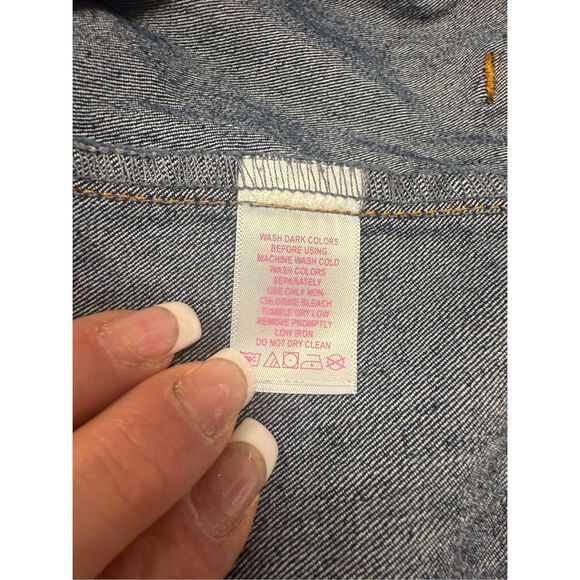 WASH DARK COLORS
BEFORE USING
MACHINE WASH COLD
WASH COLORS
SEPARATELY
USE ONLY NON-
CHLORINE BLEACH
TUMBLE DRY LOW
REMOVE PROMPTLY
LOW IRON
DO NOT DRY CLEAN